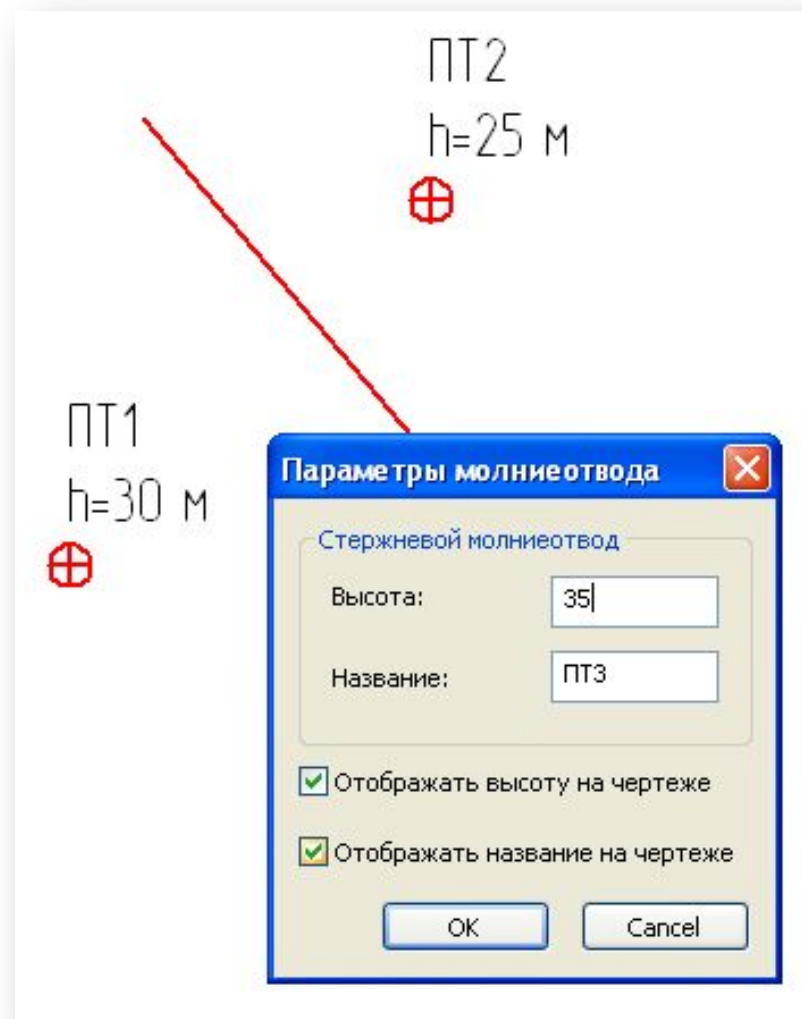 ПТ2
h=25 м
ПТ1
h=30 м
Параметры молниеотвода
Стержневой молниеотвод
Высота: 35
Название: ПТ3
Отображать высоту на чертеже
Отображать название на чертеже
OK Cancel